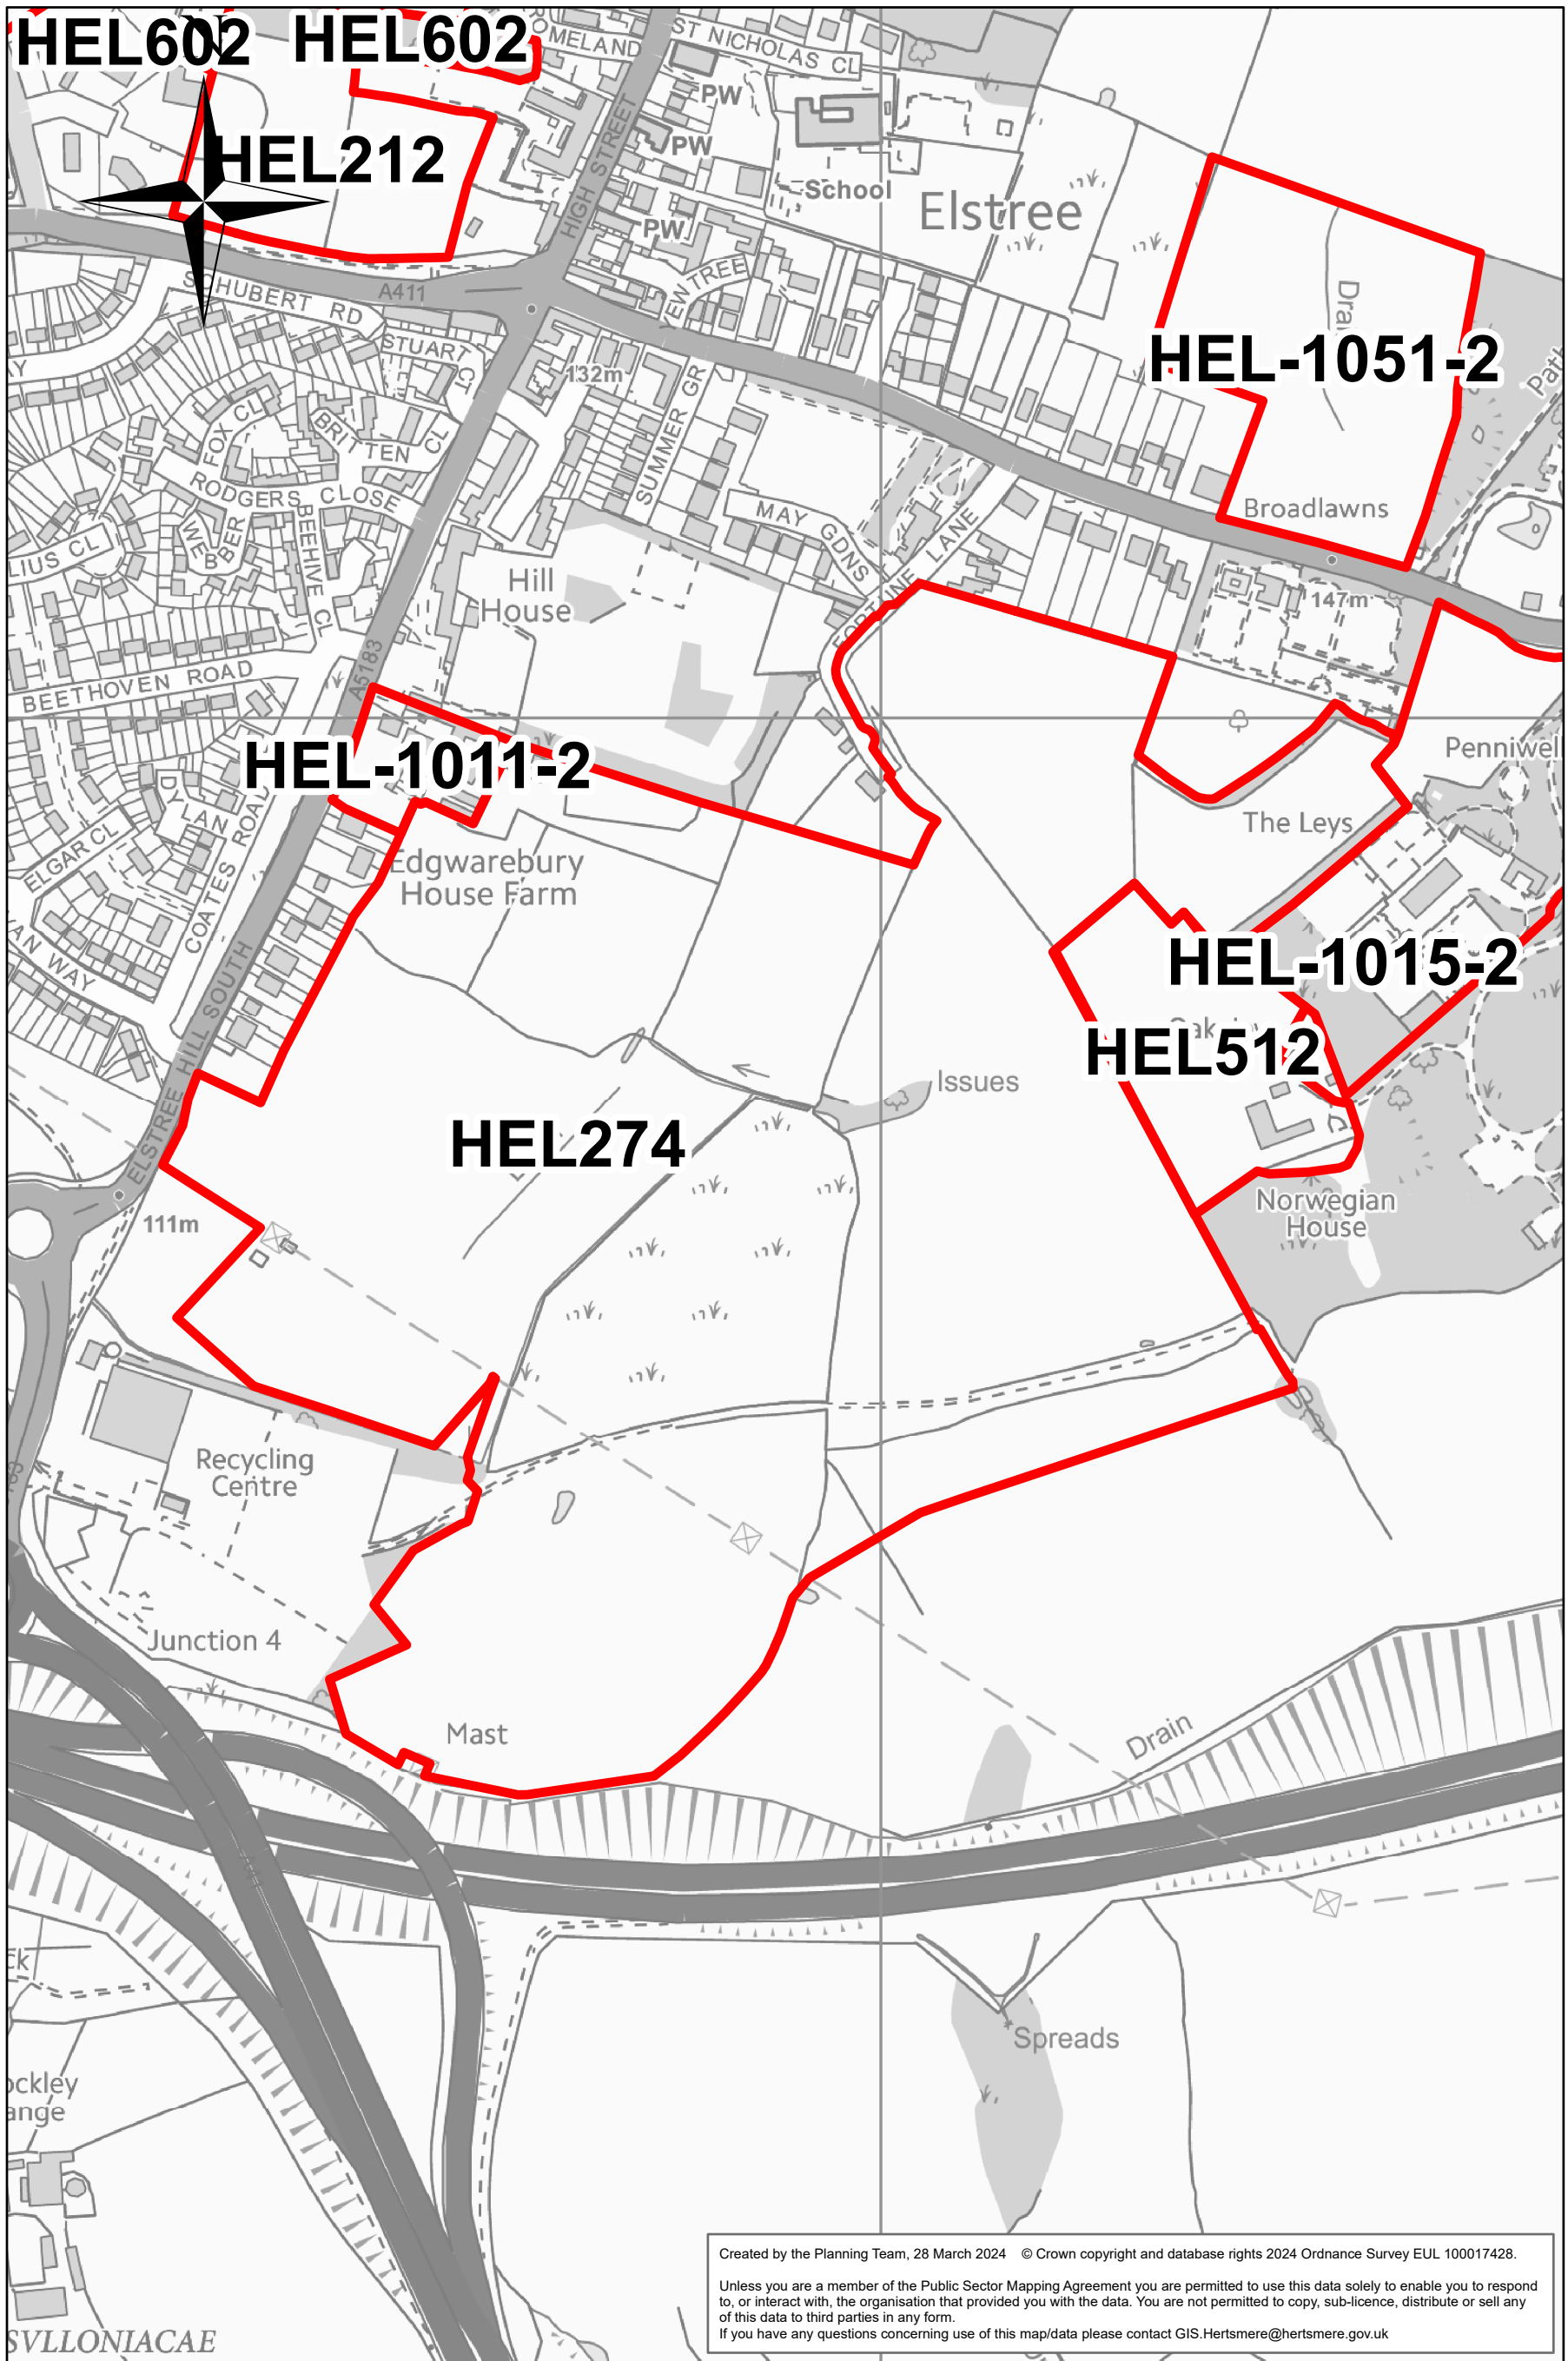 HEL602
HEL602
N
ST NICHOLAS CL
PW
HEL212
PW
School
HIGH STREET
Elstree
PW
YEW TREE
A411
STUART CT
132m
HEL-1051-2
FOX CL
BRITTEN CL
SUMMER GR
RODGERS CLOSE
WEBBER
BEEHIVE CL
MAY GDNS
Broadlawns
Hill
House
147m
A5183
BEETHOVEN ROAD
HEL-1011-2
DYLAN
ELGAR CL
COATES ROAD
The Leys
Edgwarebury
House Farm
HEL-1015-2
HEL512
Issues
ELSTREE HILL SOUTH
HEL274
111m
Norwegian
House
Recycling
Centre
Junction 4
Mast
Drain
Spreads
Created by the Planning Team, 28 March 2024 © Crown copyright and database rights 2024 Ordnance Survey EUL 100017428.
Unless you are a member of the Public Sector Mapping Agreement you are permitted to use this data solely to enable you to respond
to, or interact with, the organisation that provided you with the data. You are not permitted to copy, sub-licence, distribute or sell any
of this data to third parties in any form.
If you have any questions concerning use of this map/data please contact GIS.Hertsmere@hertsmere.gov.uk
SVLLONIACAE